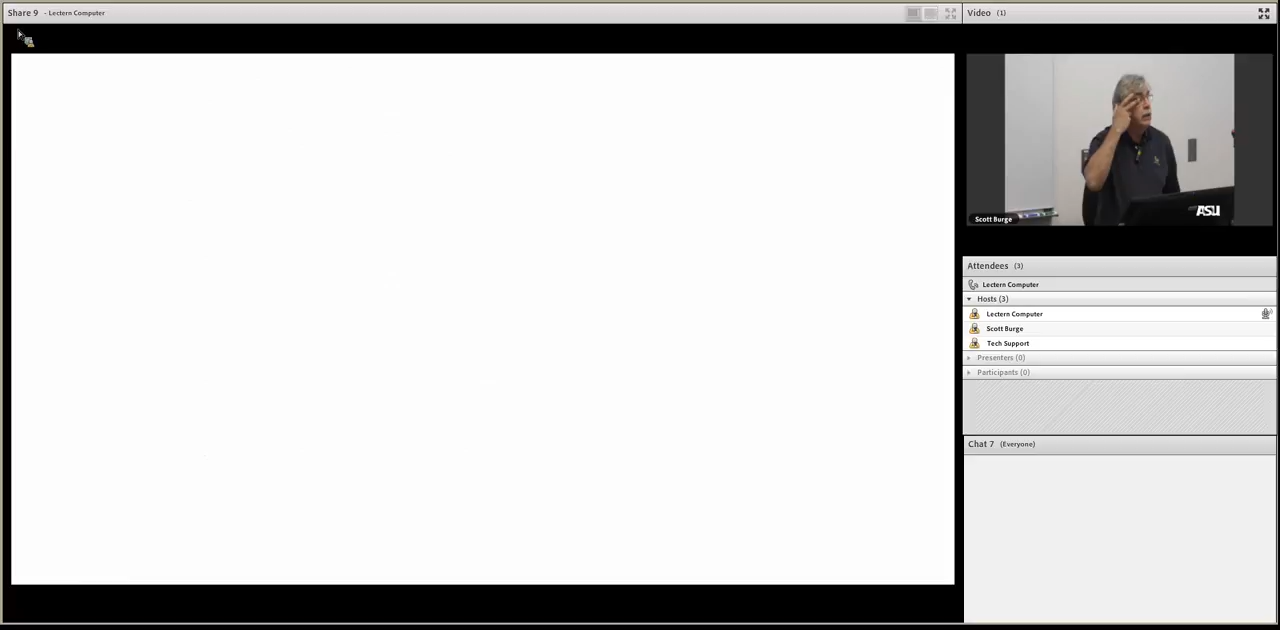 Share 9 - Lectern Computer
Video (1)
Scott Burge
ASU
Attendees (3)
Lectern Computer
Hosts (3)
Lectern Computer
Scott Burge
Tech Support
Presenters (0)
Participants (0)
Chat 7 (Everyone)